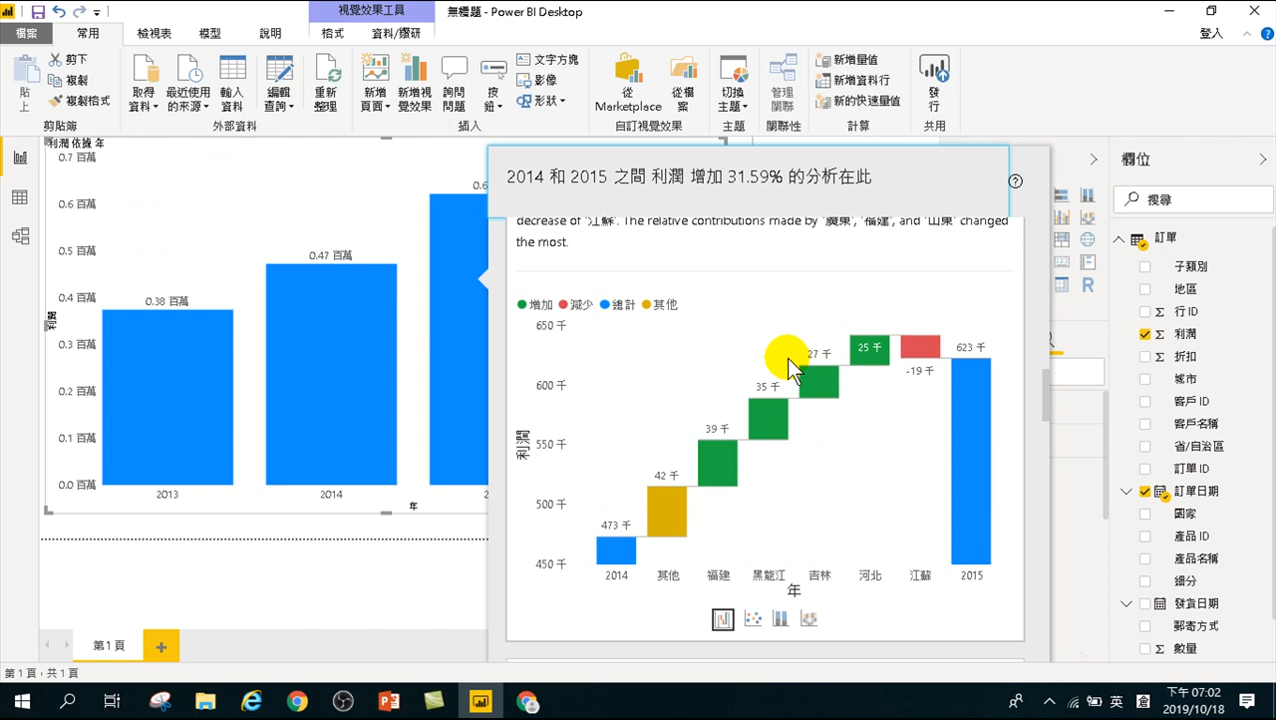 無標題 - Power BI Desktop
視覺效果工具
檔案
常用
檢視表
模型
說明
格式
資料/鑽研
登入
貼上
剪下
複製
複製格式
剪貼簿
取得資料
最近使用的來源
輸入資料
編輯查詢
重新整理
外部資料
新增頁面
新增視覺效果
詢問問題
按鈕
文字方塊
影像
形狀
插入
從 Marketplace
從檔案
自訂視覺效果
切換主題
主題
管理關聯
關聯性
新增量值
新增資料行
新的快速量值
計算
發行
共用
利潤 依據 年
0.7 百萬
0.6 百萬
0.5 百萬
0.4 百萬
0.3 百萬
0.2 百萬
0.1 百萬
0.0 百萬
利潤
0.38 百萬
0.47 百萬
0.6
2013
2014
2
年
2014 和 2015 之間 利潤 增加 31.59% 的分析在此
decrease of '江蘇'. The relative contributions made by '廣東', '福建', and '山東' changed
the most.
增加
減少
總計
其他
650 千
600 千
550 千
500 千
450 千
利潤
473 千
42 千
39 千
35 千
27 千
25 千
-19 千
623 千
2014
其他
福建
黑龍江
吉林
河北
江蘇
2015
年
欄位
搜尋
訂單
子類別
地區
行 ID
利潤
折扣
城市
客戶 ID
客戶名稱
省/自治區
訂單 ID
訂單日期
國家
產品 ID
產品名稱
細分
發貨日期
郵寄方式
數量
第1頁
第 1 頁，共 1 頁
英
下午 07:02
2019/10/18